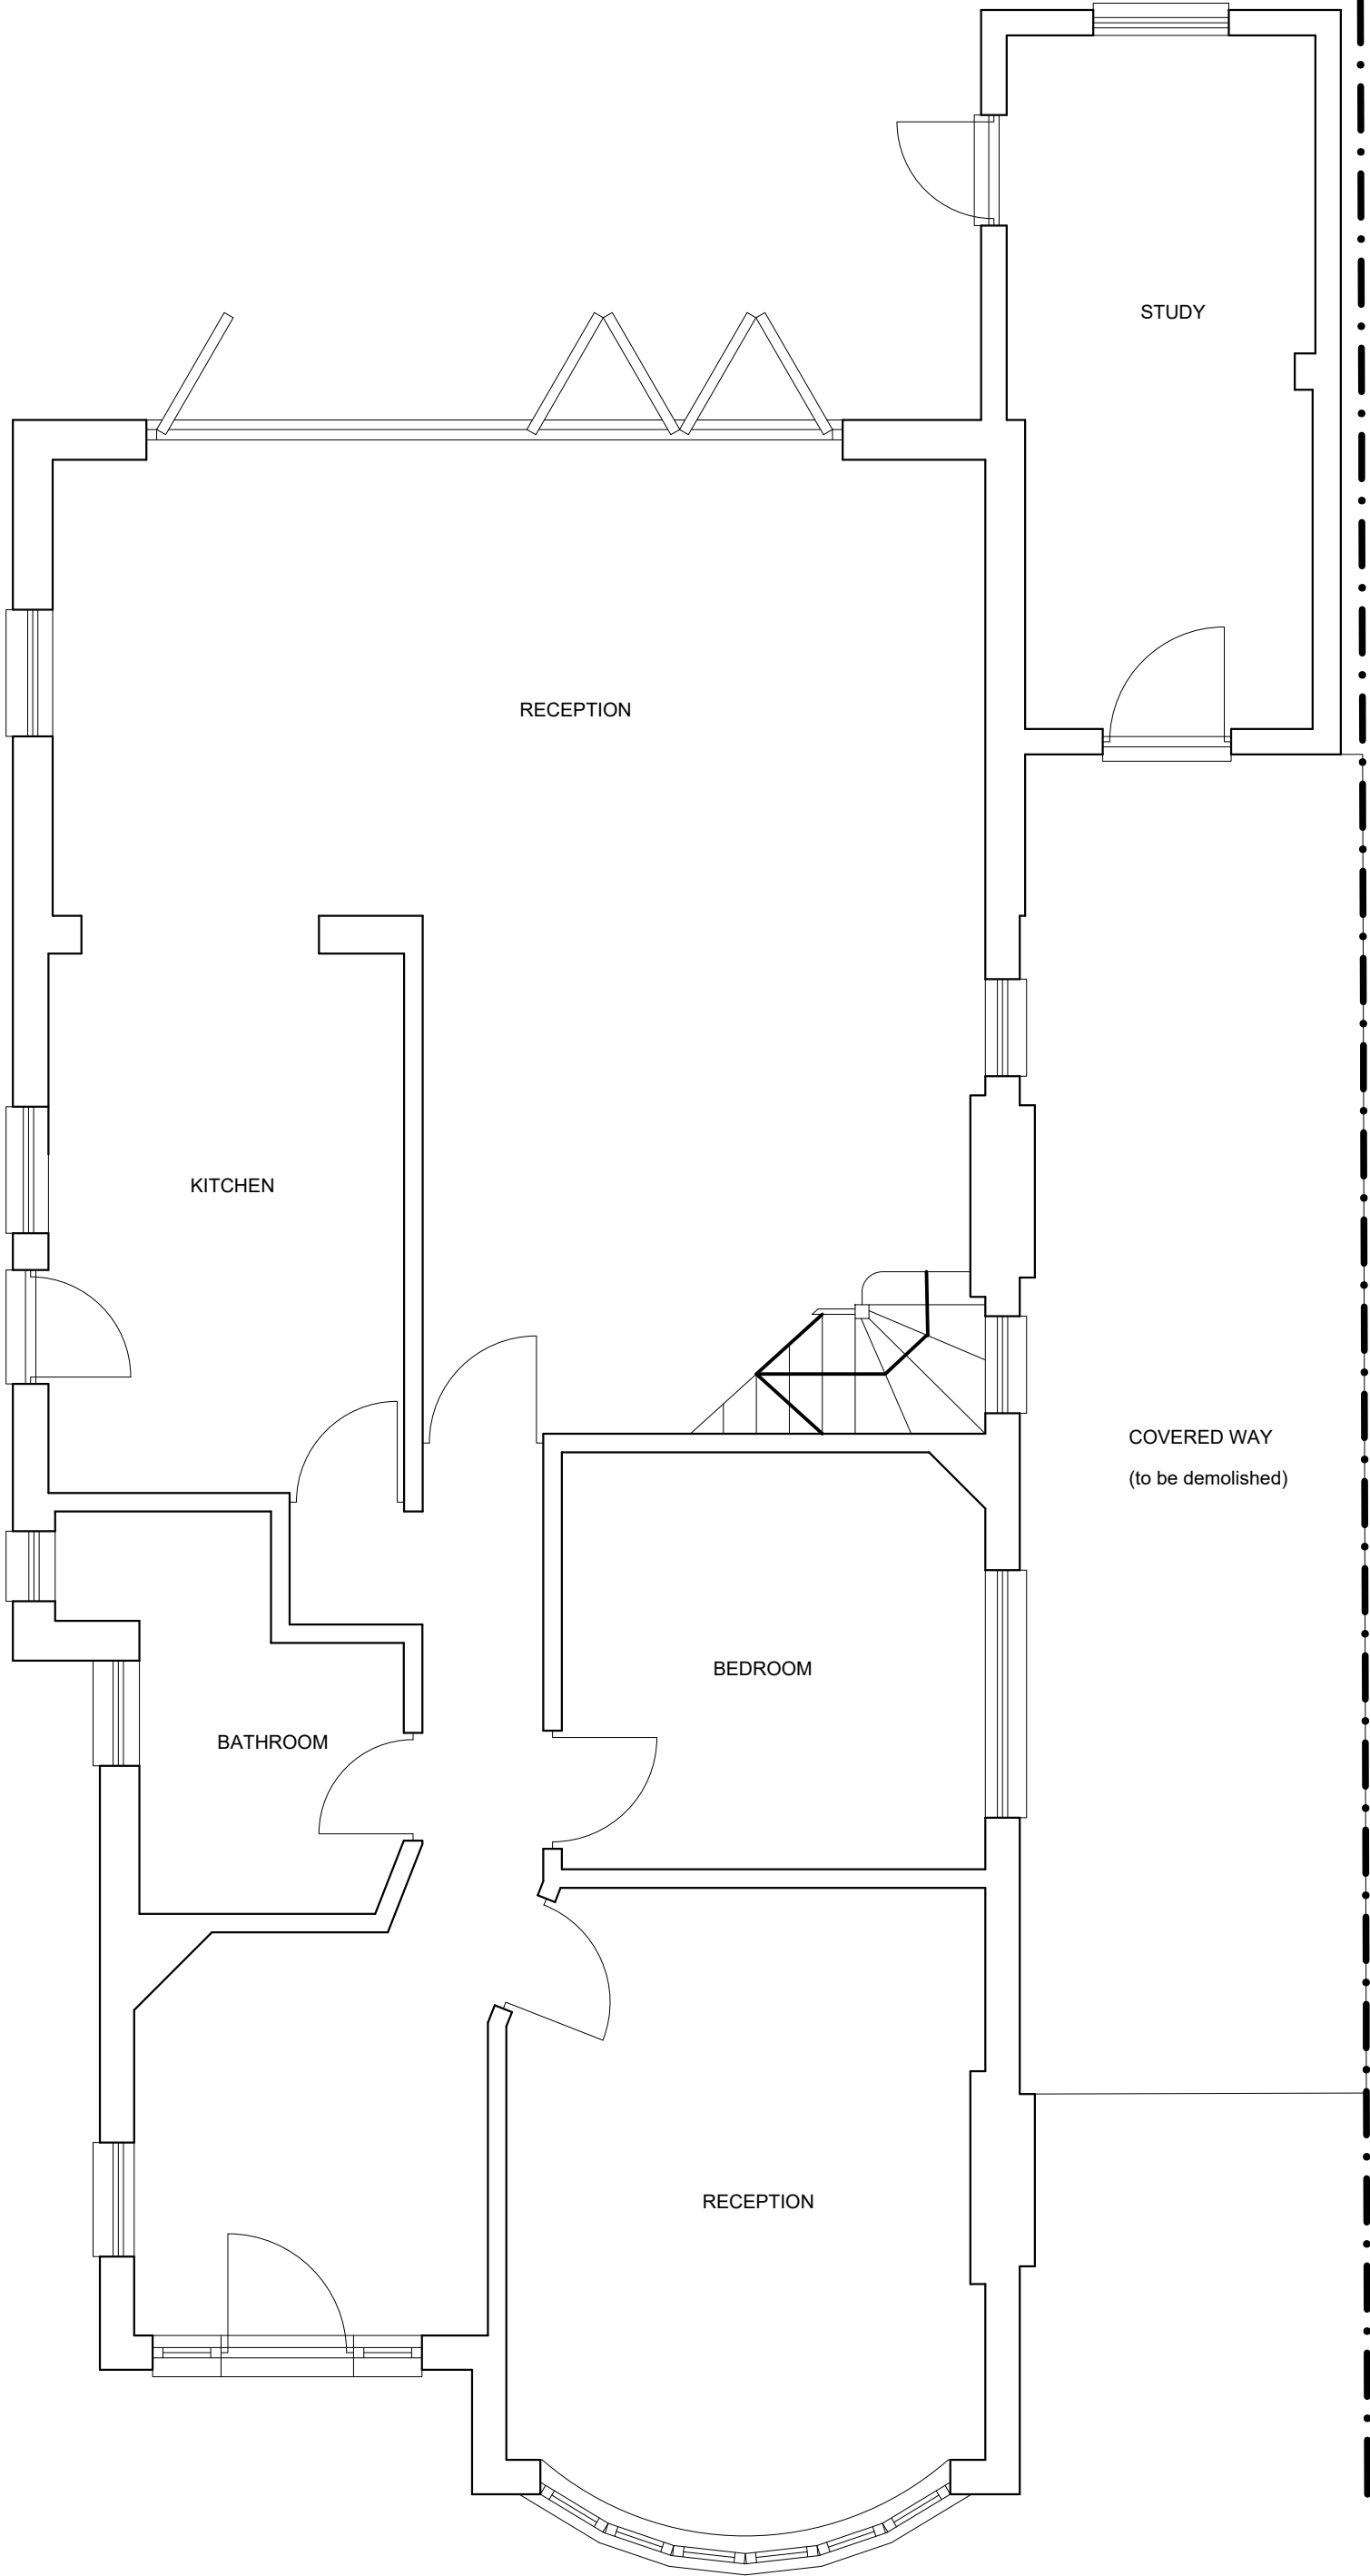 STUDY
RECEPTION
KITCHEN
COVERED WAY
(to be demolished)
BEDROOM
BATHROOM
RECEPTION